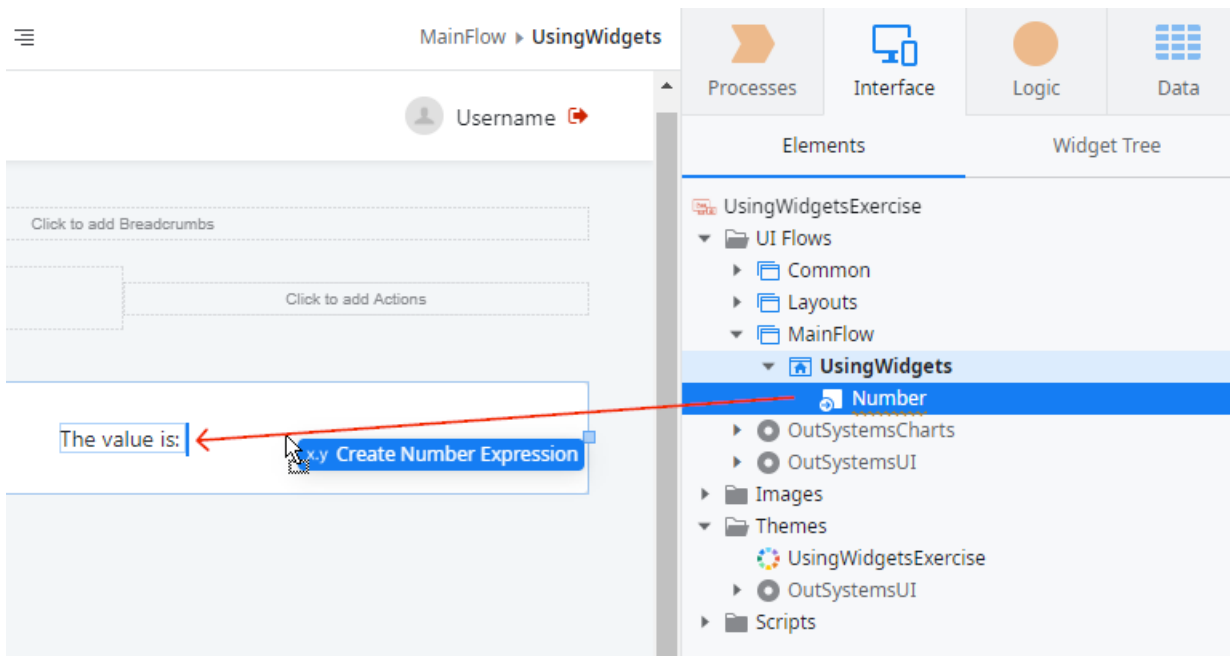 MainFlow UsingWidgets
Username
Click to add Breadcrumbs
Click to add Actions
The value is:
x.y Create Number Expression
Processes
Interface
Logic
Data
Elements
Widget Tree
UsingWidgetsExercise
UI Flows
Common
Layouts
MainFlow
UsingWidgets
Number
OutSystemsCharts
OutSystemsUI
Images
Themes
UsingWidgetsExercise
OutSystemsUI
Scripts